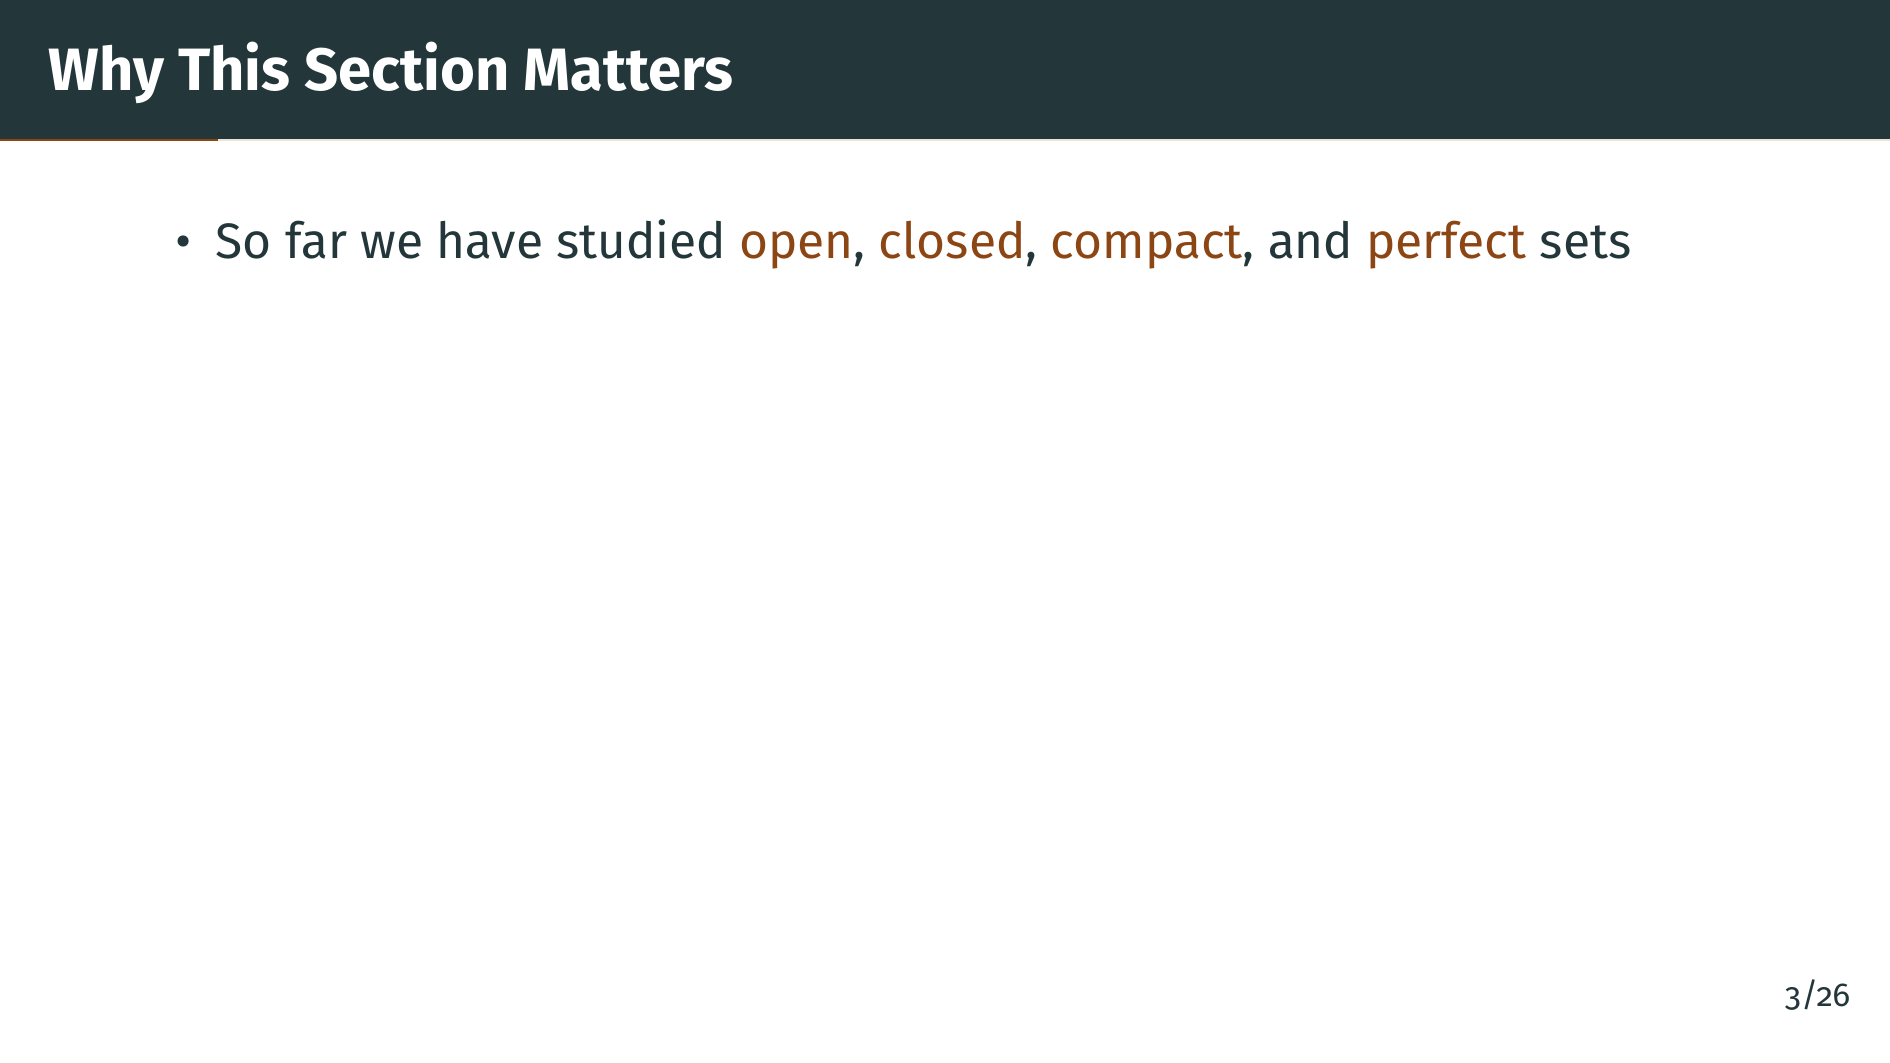 Why This Section Matters
• So far we have studied open, closed, compact, and perfect sets
3/26